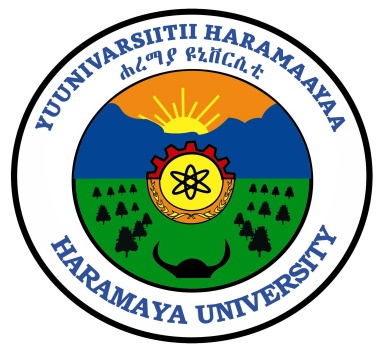 YUUNIVARSIITII HARAMAAYAA
ሐረማያ ዩኒቨርሲቲ
HARAMAYA UNIVERSITY